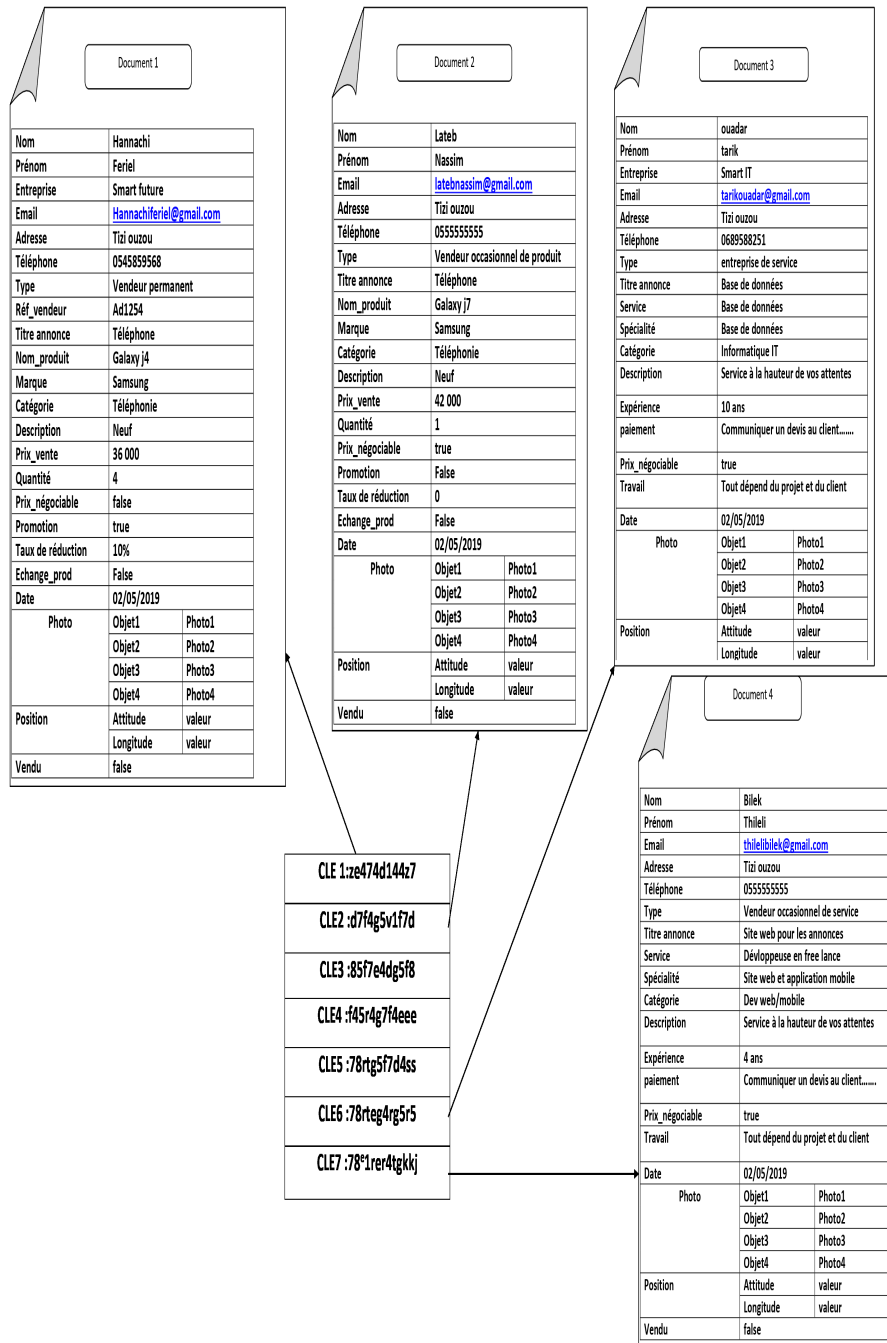 Document 1
Nom Hannachi
Prénom Feriel
Entreprise Smart future
Email Hannachiferiel@gmail.com
Adresse Tizi ouzou
Téléphone 0545859568
Type Vendeur permanent
Réf_vendeur Ad1254
Titre annonce Téléphone
Nom_produit Galaxy j4
Marque Samsung
Catégorie Téléphonie
Description Neuf
Prix_vente 36 000
Quantité 4
Prix_négociable false
Promotion true
Taux de réduction 10%
Echange_prod False
Date 02/05/2019
Photo Objet1 Photo1
Objet2 Photo2
Objet3 Photo3
Objet4 Photo4
Position Attitude valeur
Longitude valeur
Vendu false
Document 2
Nom Lateb
Prénom Nassim
Email latebnassim@gmail.com
Adresse Tizi ouzou
Téléphone 0555555555
Type Vendeur occasionnel de produit
Titre annonce Téléphone
Nom_produit Galaxy j7
Marque Samsung
Catégorie Téléphonie
Description Neuf
Prix_vente 42 000
Quantité 1
Prix_négociable true
Promotion False
Taux de réduction 0
Echange_prod False
Date 02/05/2019
Photo Objet1 Photo1
Objet2 Photo2
Objet3 Photo3
Objet4 Photo4
Position Attitude valeur
Longitude valeur
Vendu false
Document 3
Nom ouadar
Prénom tarik
Entreprise Smart IT
Email tarikouadar@gmail.com
Adresse Tizi ouzou
Téléphone 0689588251
Type entreprise de service
Titre annonce Base de données
Service Base de données
Spécialité Base de données
Catégorie Informatique IT
Description Service à la hauteur de vos attentes
Expérience 10 ans
paiement Communiquer un devis au client.......
Prix_négociable true
Travail Tout dépend du projet et du client
Date 02/05/2019
Photo Objet1 Photo1
Objet2 Photo2
Objet3 Photo3
Objet4 Photo4
Position Attitude valeur
Longitude valeur
Document 4
Nom Bilek
Prénom Thileli
Email thilelibilek@gmail.com
Adresse Tizi ouzou
Téléphone 0555555555
Type Vendeur occasionnel de service
Titre annonce Site web pour les annonces
Service Dévloppeuse en free lance
Spécialité Site web et application mobile
Catégorie Dev web/mobile
Description Service à la hauteur de vos attentes
Expérience 4 ans
paiement Communiquer un devis au client.......
Prix_négociable true
Travail Tout dépend du projet et du client
Date 02/05/2019
Photo Objet1 Photo1
Objet2 Photo2
Objet3 Photo3
Objet4 Photo4
Position Attitude valeur
Longitude valeur
Vendu false
CLE 1:ze474d144z7
CLE2 :d7f4g5v1f7d
CLE3 :85f7e4dg5f8
CLE4 :f45r4g7f4eee
CLE5 :78rtg5f7d4ss
CLE6 :78rteg4rg5r5
CLE7 :78e1rer4tgkkj